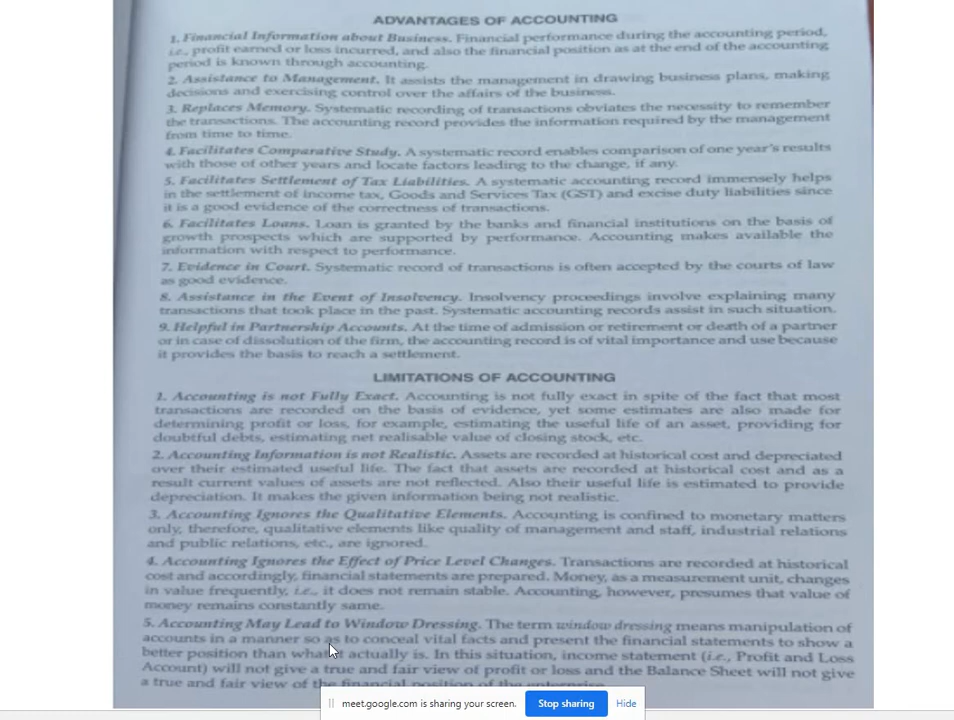 ADVANTAGES OF ACCOUNTING
1. Financial Information about Business. Financial performance during the accounting period,
i.e., profit earned or loss incurred, and also the financial position as at the end of the accounting
period is known through accounting.
2. Assistance to Management. It assists the management in drawing business plans, making
decisions and exercising control over the affairs of the business.
3. Replaces Memory. Systematic recording of transactions obviates the necessity to remember
the transactions. The accounting record provides the information required by the management
from time to time.
4. Facilitates Comparative Study. A systematic record enables comparison of one year's results
with those of other years and locate factors leading to the change, if any.
5. Facilitates Settlement of Tax Liabilities. A systematic accounting record immensely helps
in the settlement of income tax, Goods and Services Tax (GST) and excise duty liabilities since
it is a good evidence of the correctness of transactions.
6. Facilitates Loans. Loan is granted by the banks and financial institutions on the basis of
growth prospects which are supported by performance. Accounting makes available the
information with respect to performance.
7. Evidence in Court. Systematic record of transactions is often accepted by the courts of law
as good evidence.
8. Assistance in the Event of Insolvency. Insolvency proceedings involve explaining many
transactions that took place in the past. Systematic accounting records assist in such situation.
9. Helpful in Partnership Accounts. At the time of admission or retirement or death of a partner
or in case of dissolution of the firm, the accounting record is of vital importance and use because
it provides the basis to reach a settlement.
LIMITATIONS OF ACCOUNTING
1. Accounting is not Fully Exact. Accounting is not fully exact in spite of the fact that most
transactions are recorded on the basis of evidence, yet some estimates are also made for
determining profit or loss, for example, estimating the useful life of an asset, providing for
doubtful debts, estimating net realisable value of closing stock, etc.
2. Accounting Information is not Realistic. Assets are recorded at historical cost and depreciated
over their estimated useful life. The fact that assets are recorded at historical cost and as a
result current values of assets are not reflected. Also their useful life is estimated to provide
depreciation. It makes the given information being not realistic.
3. Accounting Ignores the Qualitative Elements. Accounting is confined to monetary matters
only, therefore, qualitative elements like quality of management and staff, industrial relations
and public relations, etc., are ignored.
4. Accounting Ignores the Effect of Price Level Changes. Transactions are recorded at historical
cost and accordingly, financial statements are prepared. Money, as a measurement unit, changes
in value frequently, i.e., it does not remain stable. Accounting, however, presumes that value of
money remains constantly same.
5. Accounting May Lead to Window Dressing. The term window dressing means manipulation of
accounts in a manner so as to conceal vital facts and present the financial statements to show a
better position than what it actually is. In this situation, income statement (i.e., Profit and Loss
Account) will not give a true and fair view of profit or loss and the Balance Sheet will not give
a true and fair view of the financial position of the enterprise.
meet.google.com is sharing your screen. Stop sharing Hide